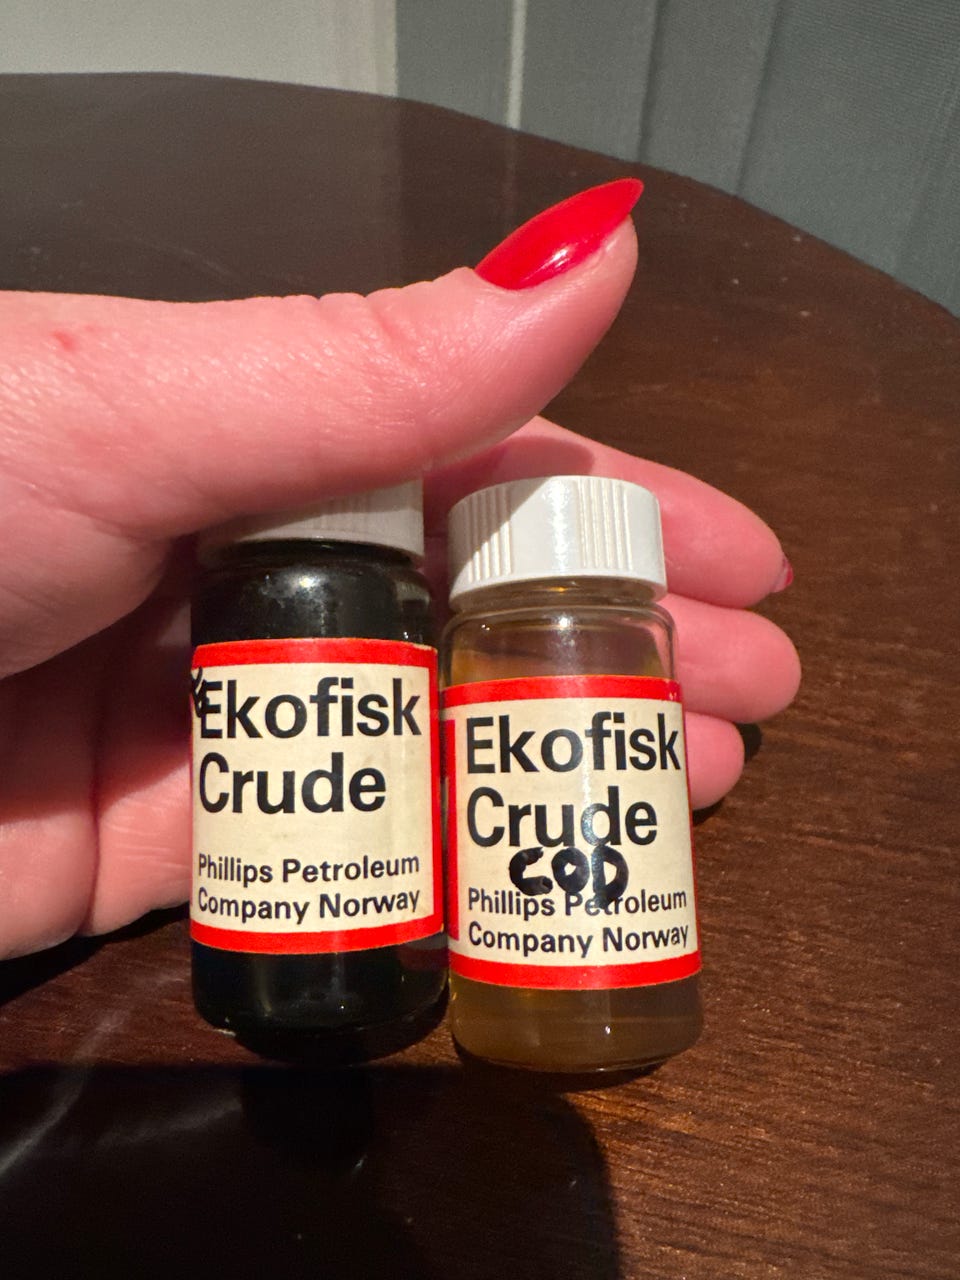 Ekofisk
Crude
Phillips Petroleum
Company Norway
Ekofisk
Crude
COD
Phillips Petroleum
Company Norway